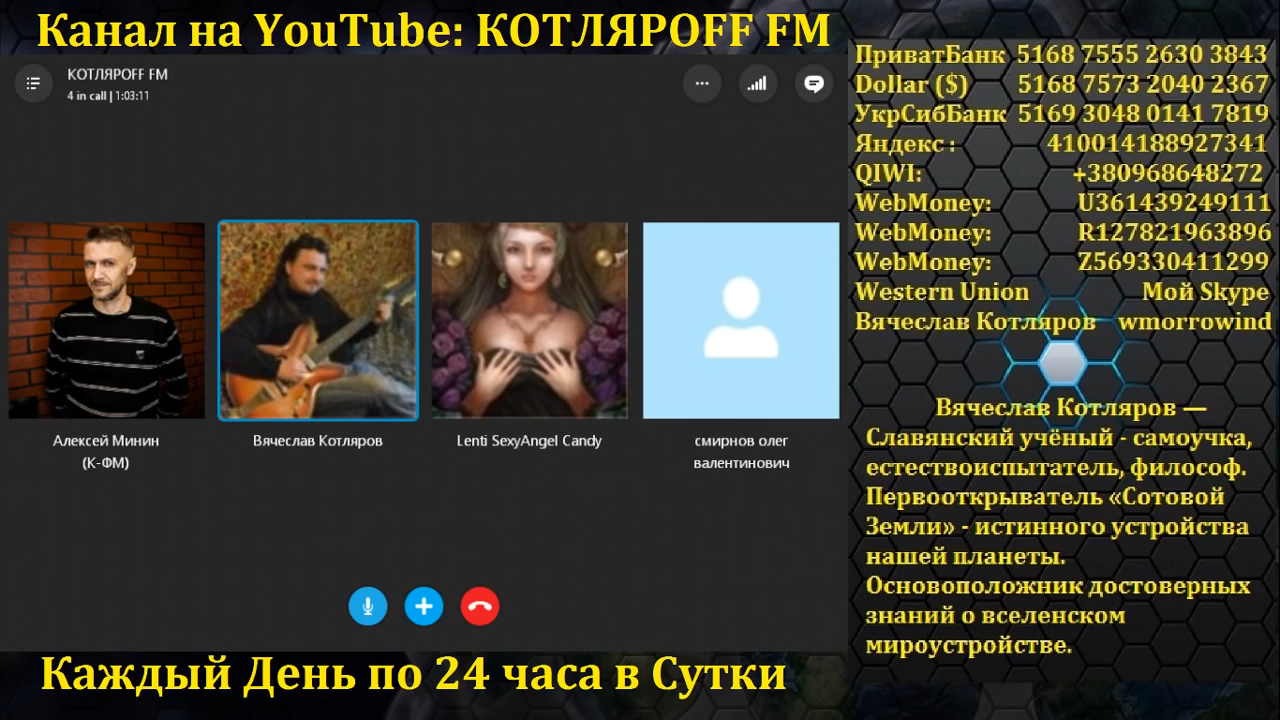 Канал на YouTube: КОТЛЯРОFF FM
КОТЛЯРОFF FM
4 in call | 1:03:11
Алексей Минин
(К-ФМ)
Вячеслав Котляров
Lenti SexyAngel Candy
смирнов олег
валентинович
Каждый День по 24 часа в Сутки
ПриватБанк 5168 7555 2630 3843
Dollar ($) 5168 7573 2040 2367
УкрСибБанк 5169 3048 0141 7819
Яндекс : 410014188927341
QIWI: +380968648272
WebMoney: U361439249111
WebMoney: R127821963896
WebMoney: Z569330411299
Western Union Мой Skype
Вячеслав Котляров wmorrowind
Вячеслав Котляров —
Славянский учёный - самоучка,
естествоиспытатель, философ.
Первооткрыватель «Сотовой
Земли» - истинного устройства
нашей планеты.
Основоположник достоверных
знаний о вселенском
мироустройстве.